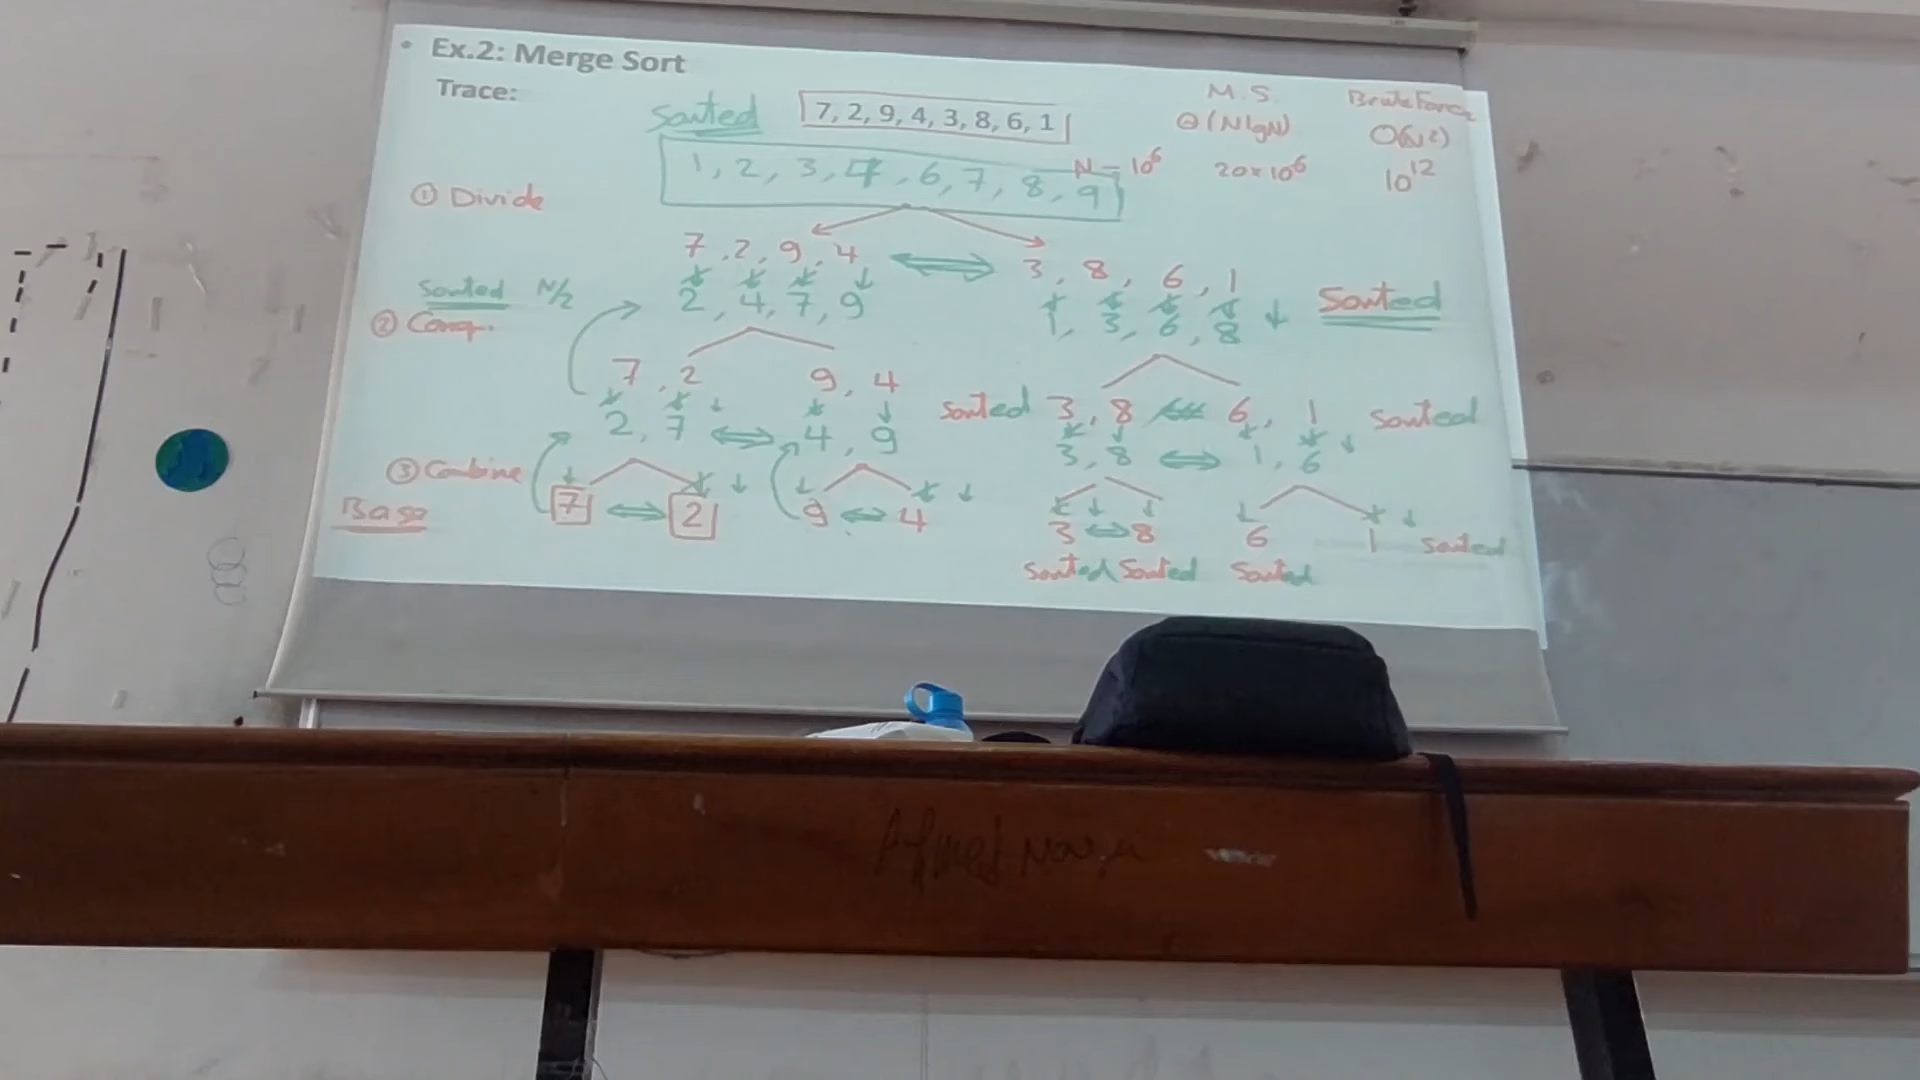 • Ex.2: Merge Sort
Trace:
Sorted 7, 2, 9, 4, 3, 8, 6, 1
M.S. Brute Force
Θ(NlgN) O(N²)
1, 2, 3, 4, 6, 7, 8, 9
N = 10⁶ 20×10⁶ 10¹²
① Divide
7, 2, 9, 4 ⟺ 3, 8, 6, 1
Sorted N/2 2, 4, 7, 9 1, 3, 6, 8 Sorted
② Conq.
7, 2 9, 4 Sorted 3, 8 6, 1 Sorted
2, 7 ⟺ 4, 9 3, 8 ⟺ 1, 6
③ Combine
Base 7 ⟺ 2 9 ⟺ 4 3 ⟺ 8 6 1 Sorted
Sorted Sorted Sorted